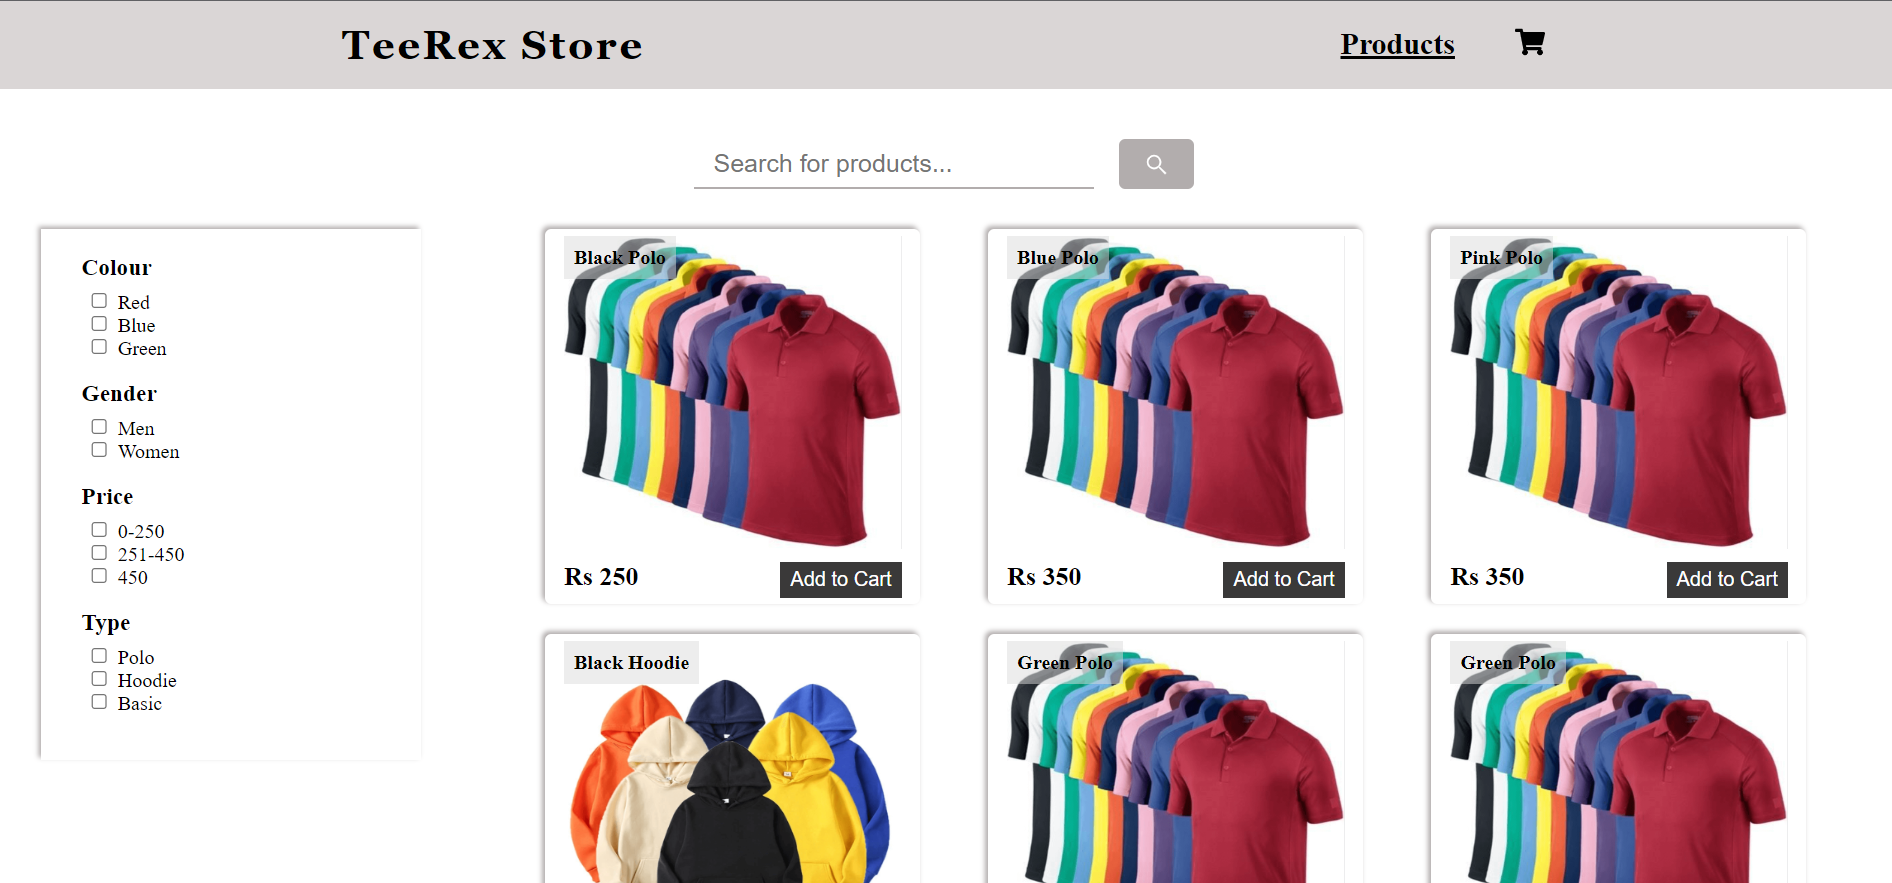 TeeRex Store
Products
Search for products...
Colour
Red
Blue
Green
Gender
Men
Women
Price
0-250
251-450
450
Type
Polo
Hoodie
Basic
Black Polo
Rs 250
Add to Cart
Blue Polo
Rs 350
Add to Cart
Pink Polo
Rs 350
Add to Cart
Black Hoodie
Green Polo
Green Polo